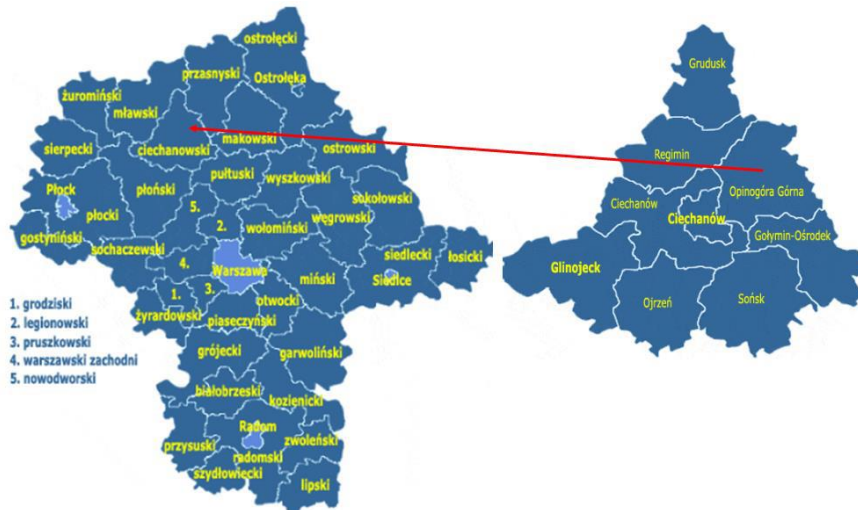 ostrołęcki
przasnyski
Ostrołęka
żuromiński
mławski
makowski
sierpecki
ciechanowski
ostrowski
pułtuski
wyszkowski
Płock
płoński
sokołowski
5.
płocki
węgrowski
2.
wołomiński
gostyniński
sochaczewski
siedlecki
łosicki
4.
Warszawa
miński
Siedlce
1.
3.
otwocki
żyrardowski
piaseczyński
grójecki
garwoliński
białobrzeski
kozienicki
Radom
przysuski
zwoleński
radomski
szydłowiecki
lipski
1. grodziski
2. legionowski
3. pruszkowski
4. warszawski zachodni
5. nowodworski
Grudusk
Regimin
Opinogóra Górna
Ciechanów
Ciechanów
Gołymin-Ośrodek
Glinojeck
Ojrzeń
Sońsk